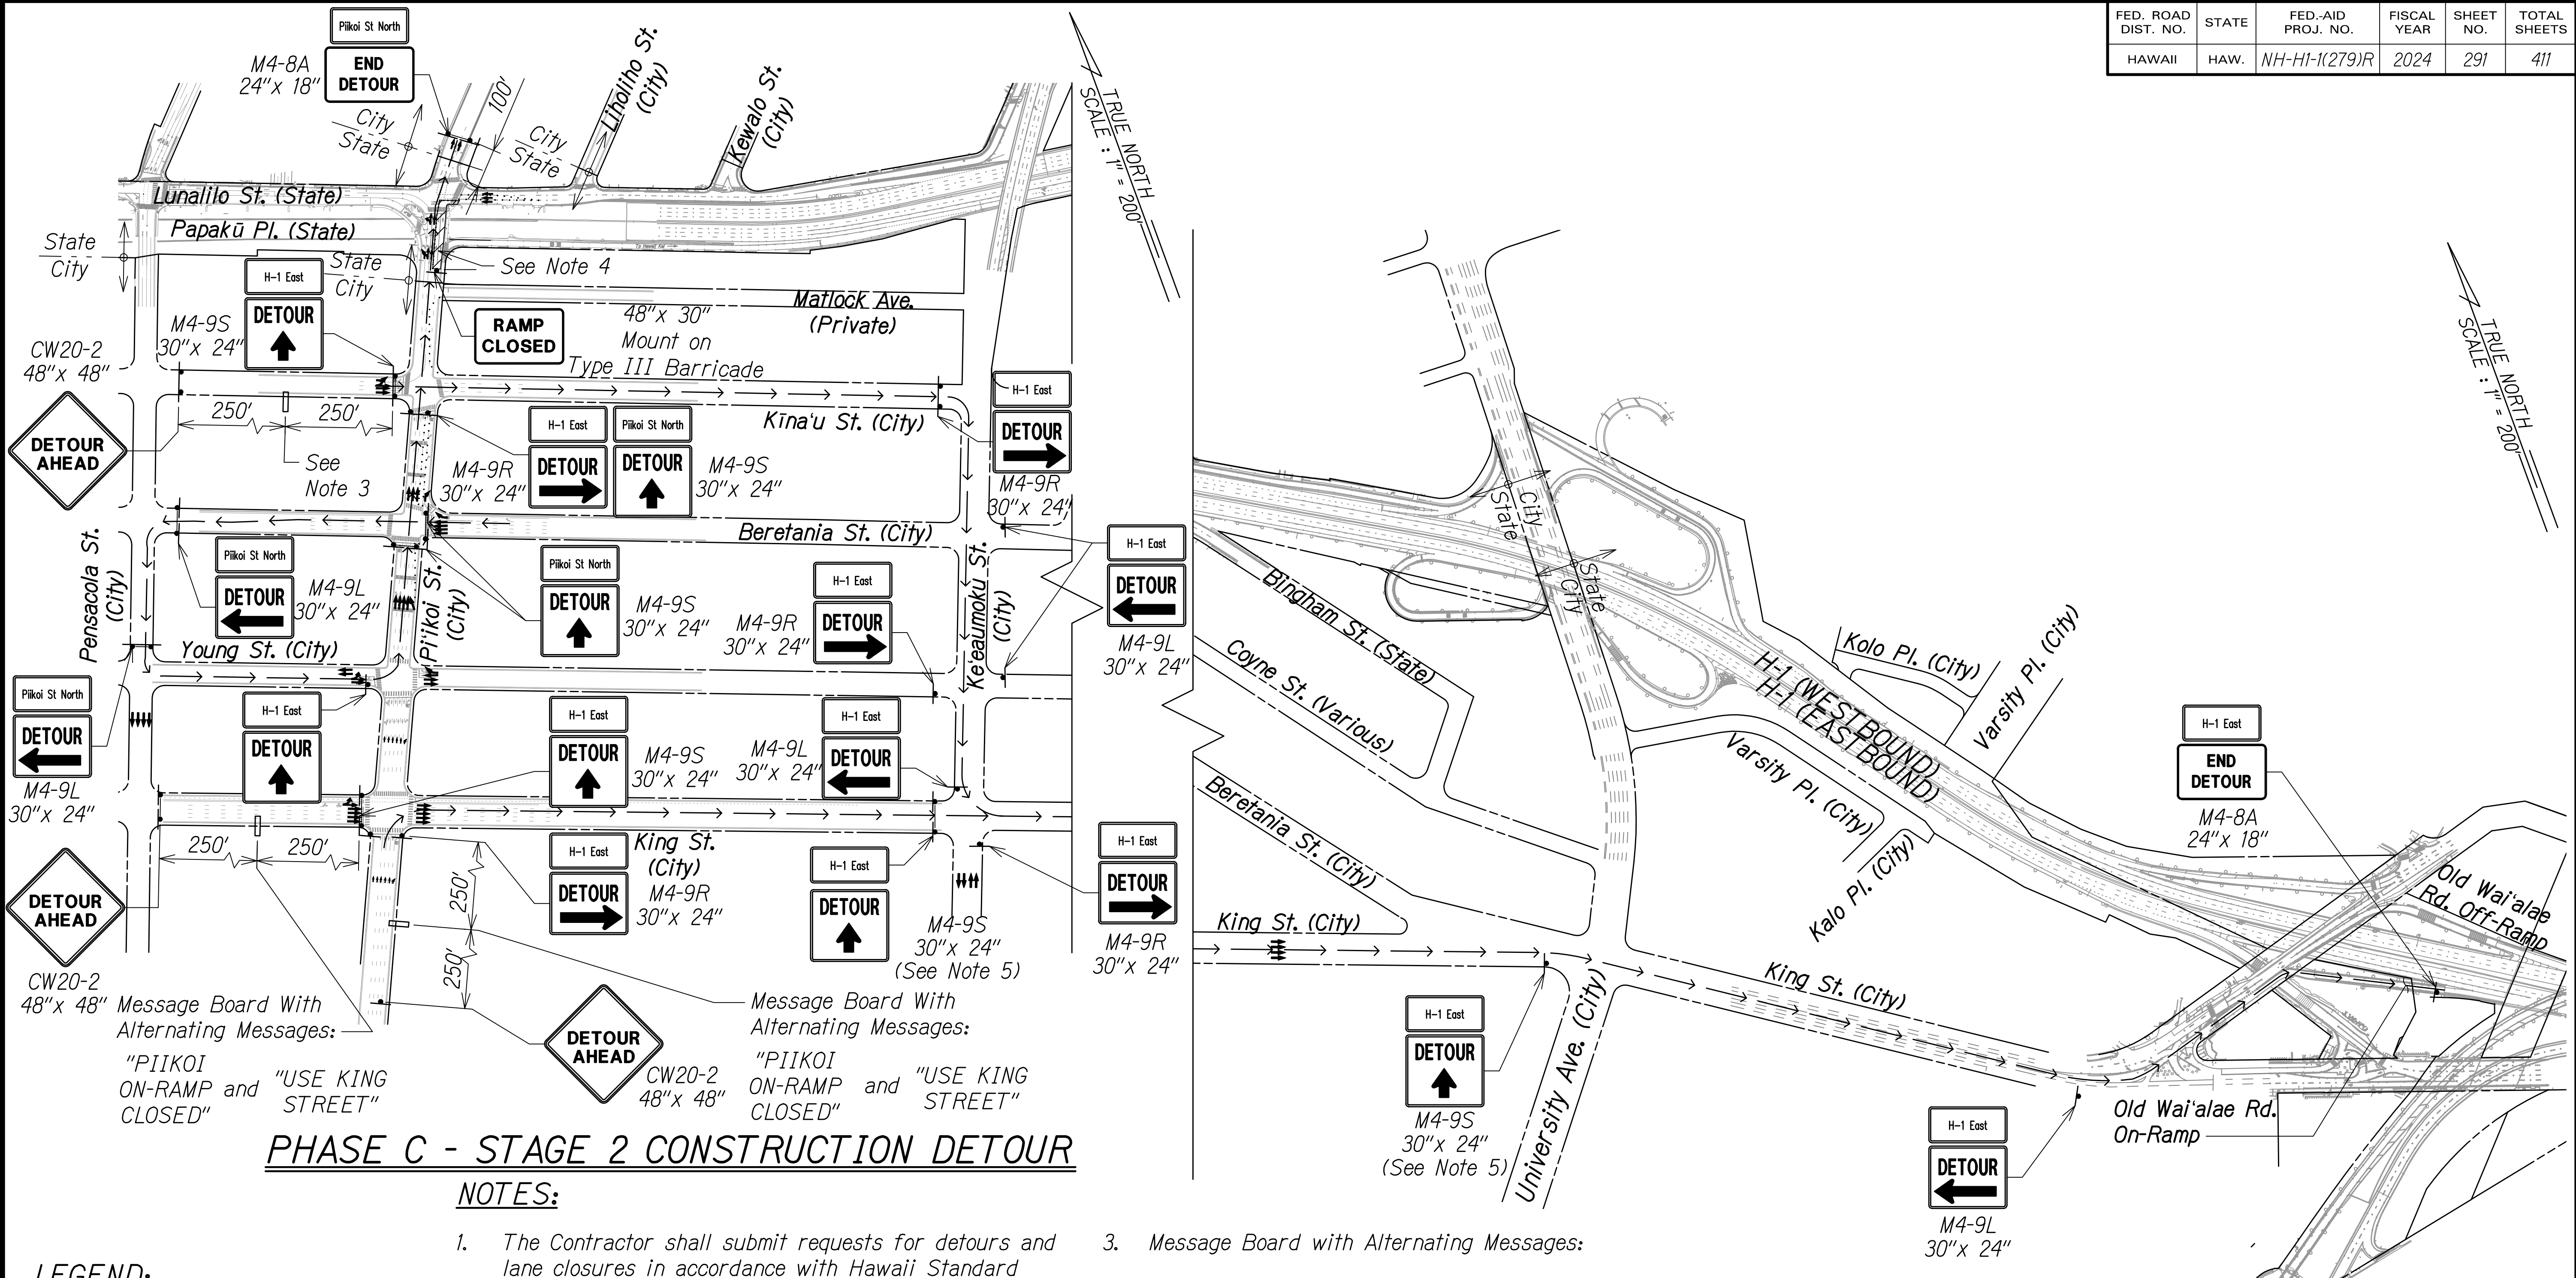 FED. ROAD DIST. NO.
STATE
FED.-AID PROJ. NO.
FISCAL YEAR
SHEET NO.
TOTAL SHEETS
HAWAII
HAW.
NH-H1-1(279)R
2024
291
411
Piikoi St North
M4-8A
24"x 18"
END
DETOUR
100'
City
State
City
State
Liholiho St.
(City)
Kewalo St.
(City)
TRUE NORTH
SCALE : 1" = 200'
Lunalilo St. (State)
Papakū Pl. (State)
State
City
State
City
See Note 4
H-1 East
M4-9S
30"x 24"
DETOUR
RAMP
CLOSED
48"x 30"
Mount on
Type III Barricade
Matlock Ave.
(Private)
CW20-2
48"x 48"
DETOUR
AHEAD
250'
250'
See
Note 3
Kīna'u St. (City)
H-1 East
DETOUR
M4-9R
30"x 24"
M4-9R
30"x 24"
H-1 East
DETOUR
Piikoi St North
DETOUR
M4-9S
30"x 24"
Beretania St. (City)
Pensacola St.
(City)
Piikoi St North
DETOUR
M4-9L
30"x 24"
Pi'ikoi St.
(City)
Piikoi St North
DETOUR
M4-9S
30"x 24"
M4-9R
30"x 24"
H-1 East
DETOUR
Ke'eaumoku St.
(City)
H-1 East
DETOUR
M4-9L
30"x 24"
Young St. (City)
Piikoi St North
DETOUR
M4-9L
30"x 24"
H-1 East
DETOUR
H-1 East
DETOUR
M4-9S
30"x 24"
M4-9L
30"x 24"
H-1 East
DETOUR
250'
250'
DETOUR
AHEAD
CW20-2
48"x 48"
H-1 East
DETOUR
King St.
(City)
M4-9R
30"x 24"
250'
250'
H-1 East
DETOUR
M4-9S
30"x 24"
(See Note 5)
H-1 East
DETOUR
M4-9R
30"x 24"
Message Board With
Alternating Messages:
"PIIKOI
ON-RAMP and
CLOSED"
"USE KING
STREET"
DETOUR
AHEAD
CW20-2
48"x 48"
Message Board With
Alternating Messages:
"PIIKOI
ON-RAMP and
CLOSED"
"USE KING
STREET"
TRUE NORTH
SCALE : 1" = 200'
City
State
State
City
Bingham St. (State)
Coyne St. (Various)
Beretania St. (City)
King St. (City)
H-1 (WESTBOUND)
H-1 (EASTBOUND)
Kolo Pl. (City)
Varsity Pl. (City)
Varsity Pl. (City)
Kalo Pl. (City)
H-1 East
END
DETOUR
M4-8A
24"x 18"
Old Wai'alae
Rd. Off-Ramp
King St. (City)
H-1 East
DETOUR
M4-9S
30"x 24"
(See Note 5)
University Ave. (City)
Old Wai'alae Rd.
On-Ramp
H-1 East
DETOUR
M4-9L
30"x 24"
PHASE C - STAGE 2 CONSTRUCTION DETOUR
NOTES:
1. The Contractor shall submit requests for detours and
lane closures in accordance with Hawaii Standard
3. Message Board with Alternating Messages:
LEGEND: